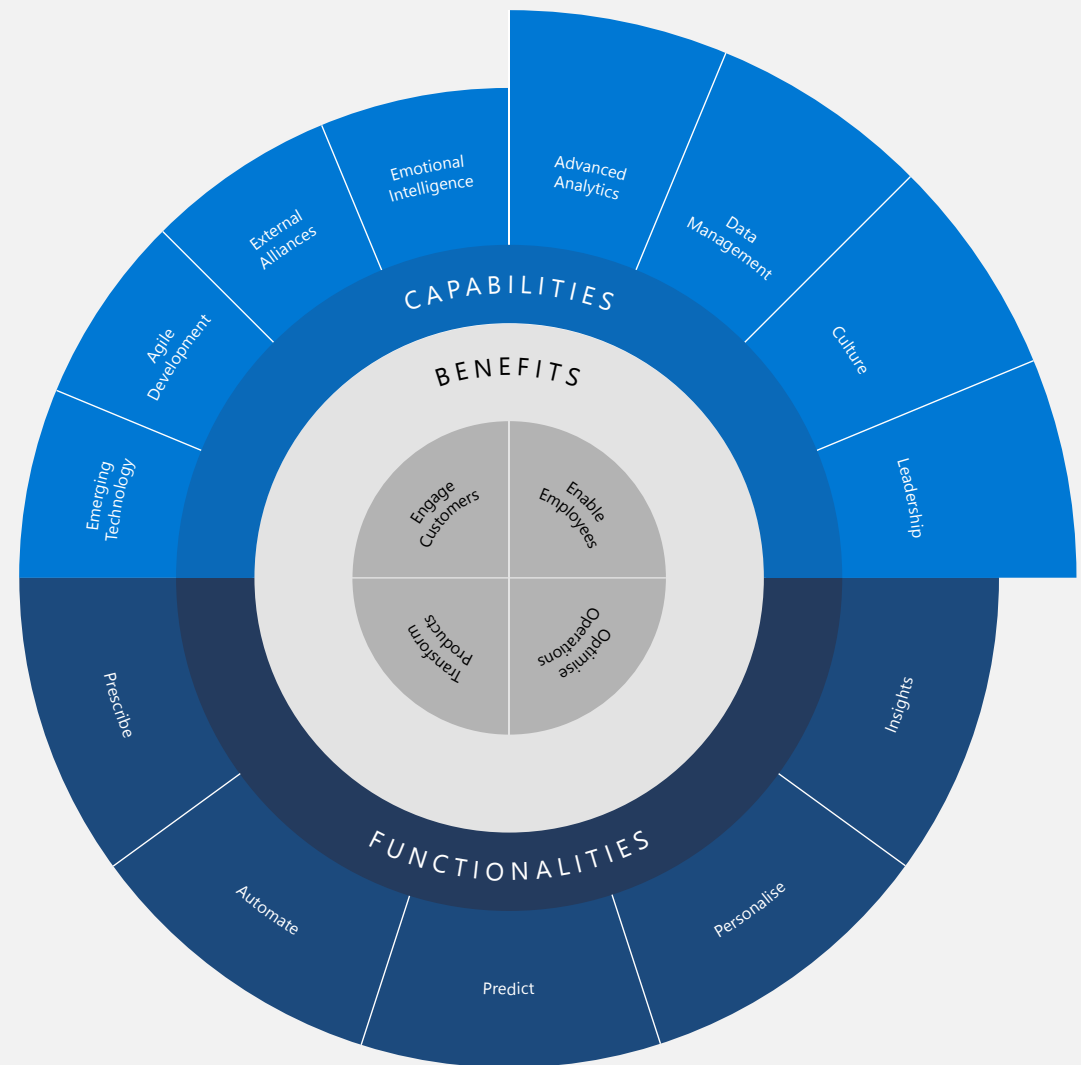 Emotional
Intelligence
Advanced
Analytics
External
Alliances
Data
Management
CAPABILITIES
Agile
Development
Culture
BENEFITS
Emerging
Technology
Leadership
Engage
Customers
Enable
Employees
Transform
Products
Optimise
Operations
Prescribe
Insights
FUNCTIONALITIES
Automate
Personalise
Predict